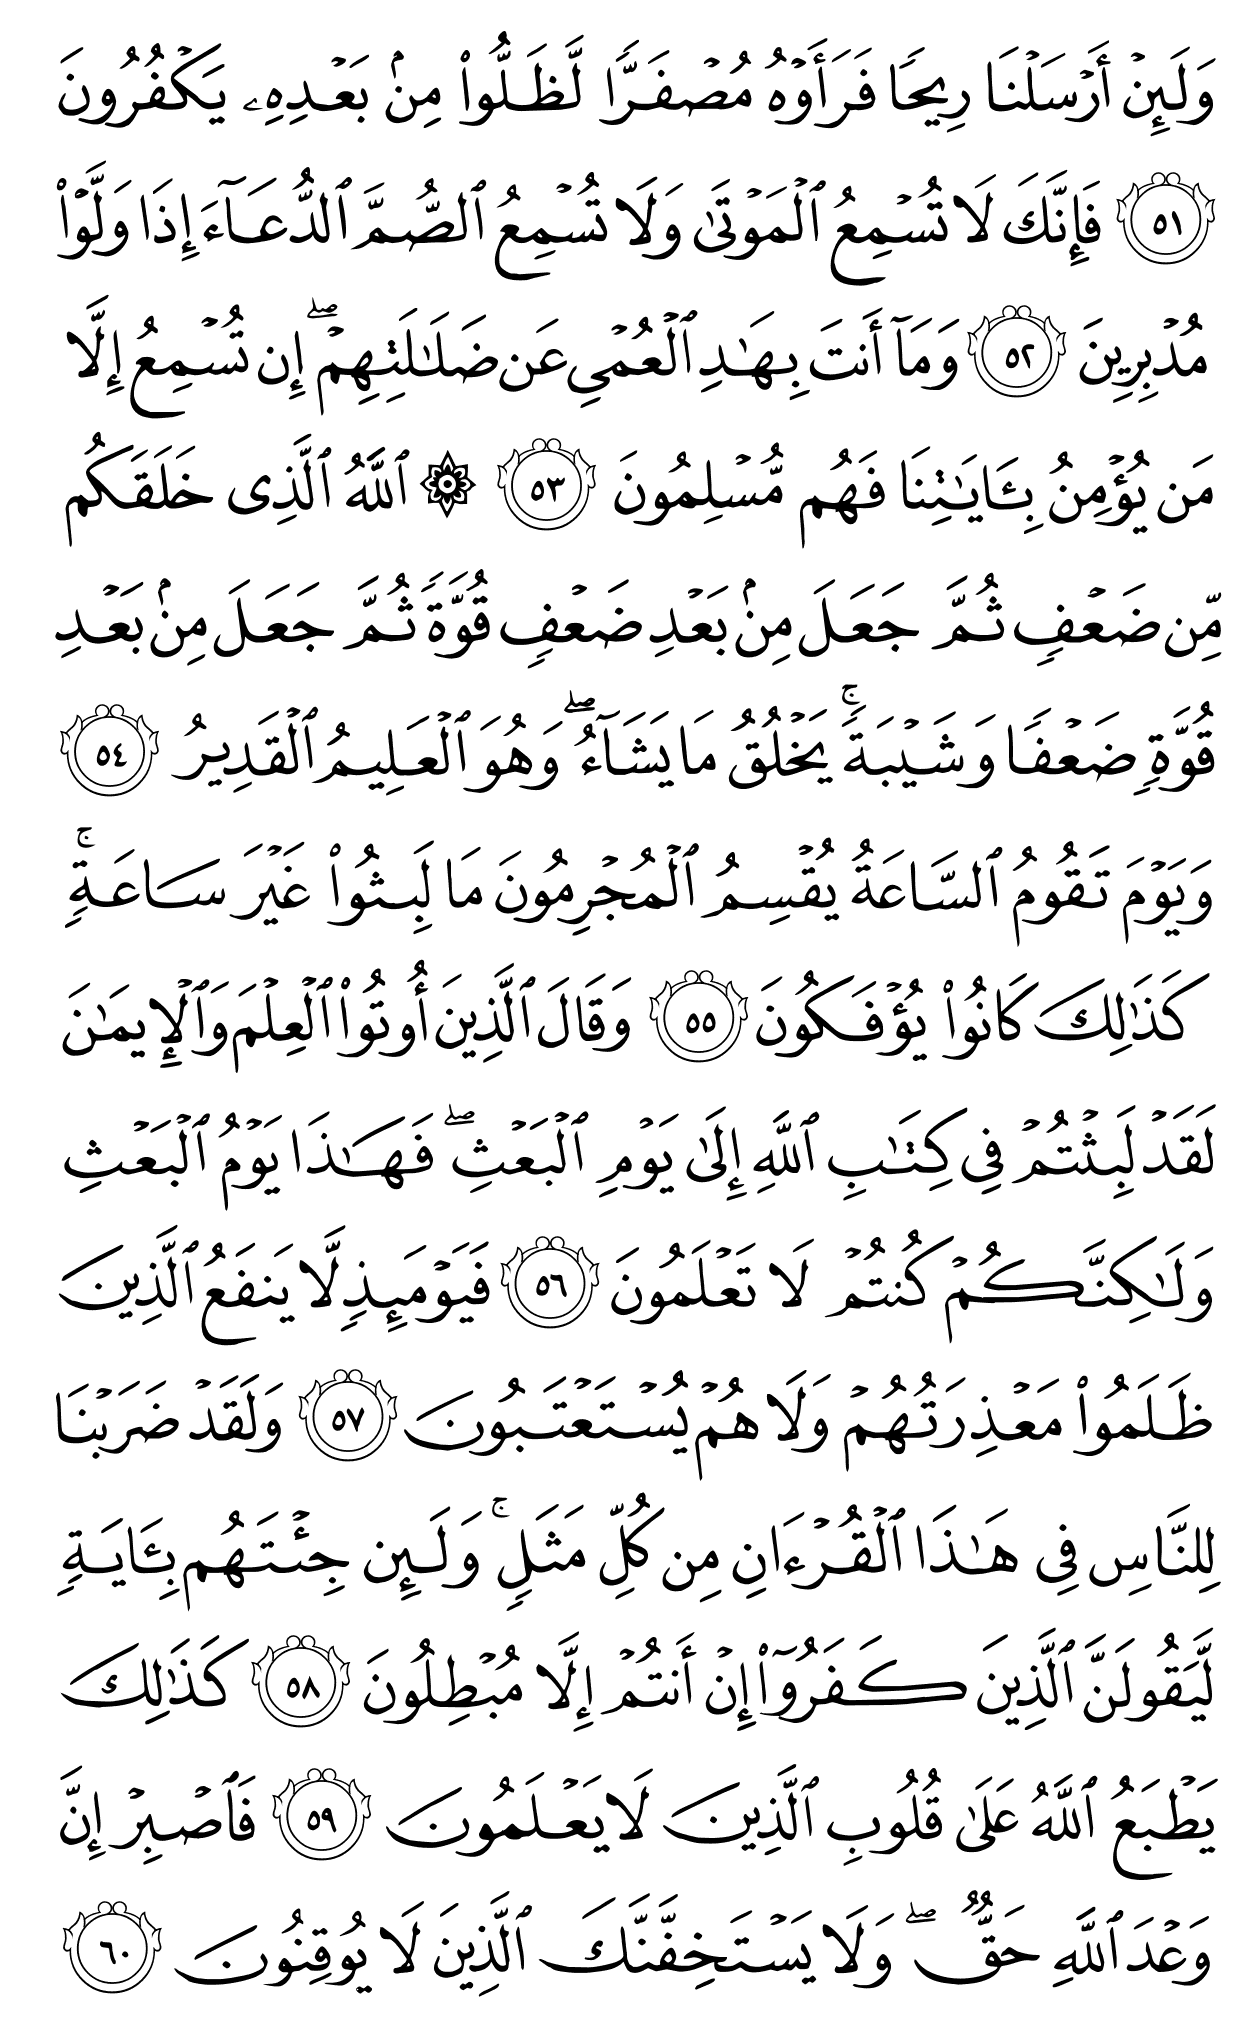 وَلَئِنۡ أَرۡسَلۡنَا رِيحٗا فَرَأَوۡهُ مُصۡفَرّٗا لَّظَلُّواْ مِنۢ بَعۡدِهِۦ يَكۡفُرُونَ
٥١ فَإِنَّكَ لَا تُسۡمِعُ ٱلۡمَوۡتَىٰ وَلَا تُسۡمِعُ ٱلصُّمَّ ٱلدُّعَآءَ إِذَا وَلَّوۡاْ
مُدۡبِرِينَ ٥٢ وَمَآ أَنتَ بِهَٰدِ ٱلۡعُمۡيِ عَن ضَلَٰلَتِهِمۡۖ إِن تُسۡمِعُ إِلَّا
مَن يُؤۡمِنُ بِـَٔايَٰتِنَا فَهُم مُّسۡلِمُونَ ٥٣ ۞ ٱللَّهُ ٱلَّذِي خَلَقَكُم
مِّن ضَعۡفٖ ثُمَّ جَعَلَ مِنۢ بَعۡدِ ضَعۡفٖ قُوَّةٗ ثُمَّ جَعَلَ مِنۢ بَعۡدِ
قُوَّةٖ ضَعۡفٗا وَشَيۡبَةٗۚ يَخۡلُقُ مَا يَشَآءُۖ وَهُوَ ٱلۡعَلِيمُ ٱلۡقَدِيرُ ٥٤
وَيَوۡمَ تَقُومُ ٱلسَّاعَةُ يُقۡسِمُ ٱلۡمُجۡرِمُونَ مَا لَبِثُواْ غَيۡرَ سَاعَةٖۚ
كَذَٰلِكَ كَانُواْ يُؤۡفَكُونَ ٥٥ وَقَالَ ٱلَّذِينَ أُوتُواْ ٱلۡعِلۡمَ وَٱلۡإِيمَٰنَ
لَقَدۡ لَبِثۡتُمۡ فِي كِتَٰبِ ٱللَّهِ إِلَىٰ يَوۡمِ ٱلۡبَعۡثِۖ فَهَٰذَا يَوۡمُ ٱلۡبَعۡثِ
وَلَٰكِنَّكُمۡ كُنتُمۡ لَا تَعۡلَمُونَ ٥٦ فَيَوۡمَئِذٖ لَّا يَنفَعُ ٱلَّذِينَ
ظَلَمُواْ مَعۡذِرَتُهُمۡ وَلَا هُمۡ يُسۡتَعۡتَبُونَ ٥٧ وَلَقَدۡ ضَرَبۡنَا
لِلنَّاسِ فِي هَٰذَا ٱلۡقُرۡءَانِ مِن كُلِّ مَثَلٖۚ وَلَئِن جِئۡتَهُم بِـَٔايَةٖ
لَّيَقُولَنَّ ٱلَّذِينَ كَفَرُوٓاْ إِنۡ أَنتُمۡ إِلَّا مُبۡطِلُونَ ٥٨ كَذَٰلِكَ
يَطۡبَعُ ٱللَّهُ عَلَىٰ قُلُوبِ ٱلَّذِينَ لَا يَعۡلَمُونَ ٥٩ فَٱصۡبِرۡ إِنَّ
وَعۡدَ ٱللَّهِ حَقّٞۖ وَلَا يَسۡتَخِفَّنَّكَ ٱلَّذِينَ لَا يُوقِنُونَ ٦٠